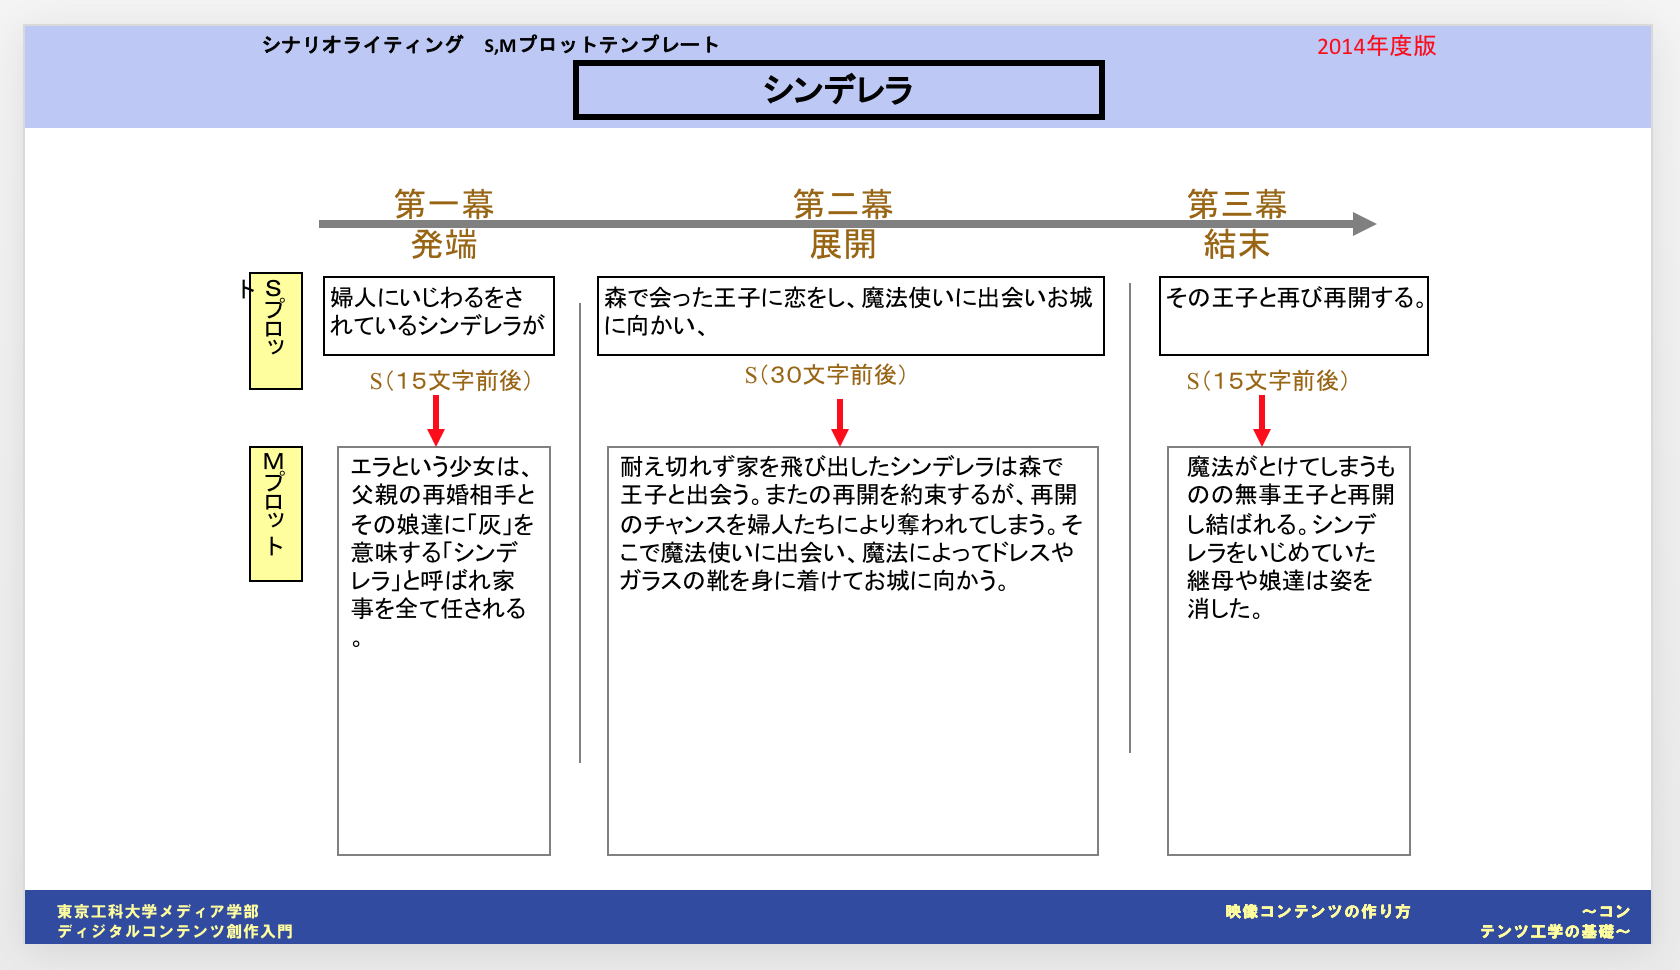 シナリオライティング　S,Mプロットテンプレート
2014年度版
シンデレラ
第一幕
発端
第二幕
展開
第三幕
結末
Sプロット
婦人にいじわるをさ
れているシンデレラが
森で会った王子に恋をし、魔法使いに出会いお城
に向かい、
その王子と再び再開する。
S（15文字前後）
S（30文字前後）
S（15文字前後）
Mプロット
エラという少女は、
父親の再婚相手と
その娘達に「灰」を
意味する「シンデ
レラ」と呼ばれ家
事を全て任される
。
耐え切れず家を飛び出したシンデレラは森で
王子と出会う。またの再開を約束するが、再開
のチャンスを婦人たちにより奪われてしまう。そ
こで魔法使いに出会い、魔法によってドレスや
ガラスの靴を身に着けてお城に向かう。
魔法がとけてしまうも
のの無事王子と再開
し結ばれる。シンデ
レラをいじめていた
継母や娘達は姿を
消した。
東京工科大学メディア学部
ディジタルコンテンツ創作入門
映像コンテンツの作り方　～コン
テンツ工学の基礎～